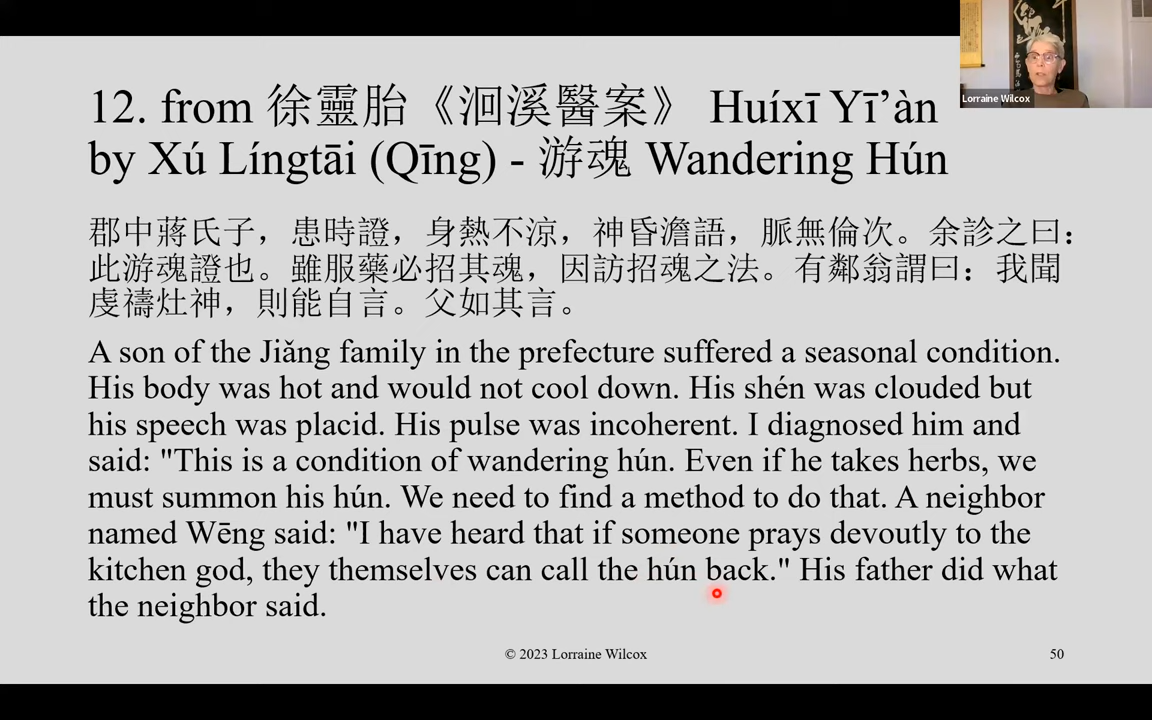 Lorraine Wilcox
12. from 徐靈胎《洄溪醫案》 Huíxī Yī’àn
by Xú Língtāi (Qīng) - 游魂 Wandering Hún
郡中蔣氏子，患時證，身熱不涼，神昏澹語，脈無倫次。余診之曰：
此游魂證也。雖服藥必招其魂，因訪招魂之法。有鄰翁謂曰：我聞
虔禱灶神，則能自言。父如其言。
A son of the Jiǎng family in the prefecture suffered a seasonal condition.
His body was hot and would not cool down. His shén was clouded but
his speech was placid. His pulse was incoherent. I diagnosed him and
said: "This is a condition of wandering hún. Even if he takes herbs, we
must summon his hún. We need to find a method to do that. A neighbor
named Wēng said: "I have heard that if someone prays devoutly to the
kitchen god, they themselves can call the hún back." His father did what
the neighbor said.
© 2023 Lorraine Wilcox
50